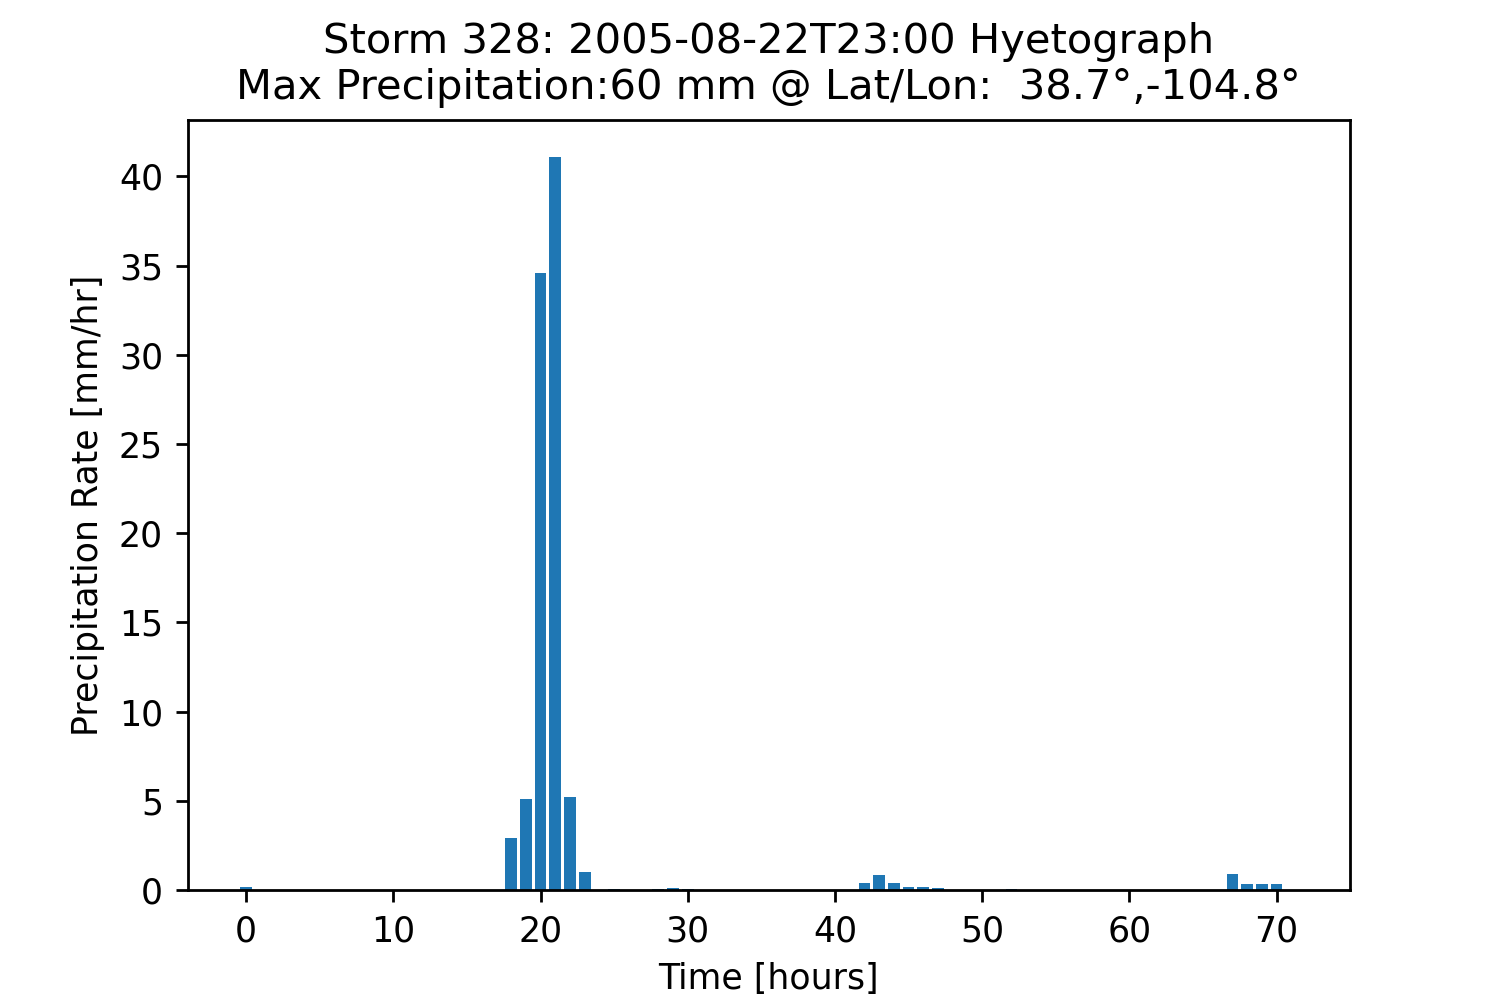 Storm 328: 2005-08-22T23:00 Hyetograph
Max Precipitation:60 mm @ Lat/Lon:  38.7°,-104.8°
Precipitation Rate [mm/hr]
40
35
30
25
20
15
10
5
0
0 10 20 30 40 50 60 70
Time [hours]